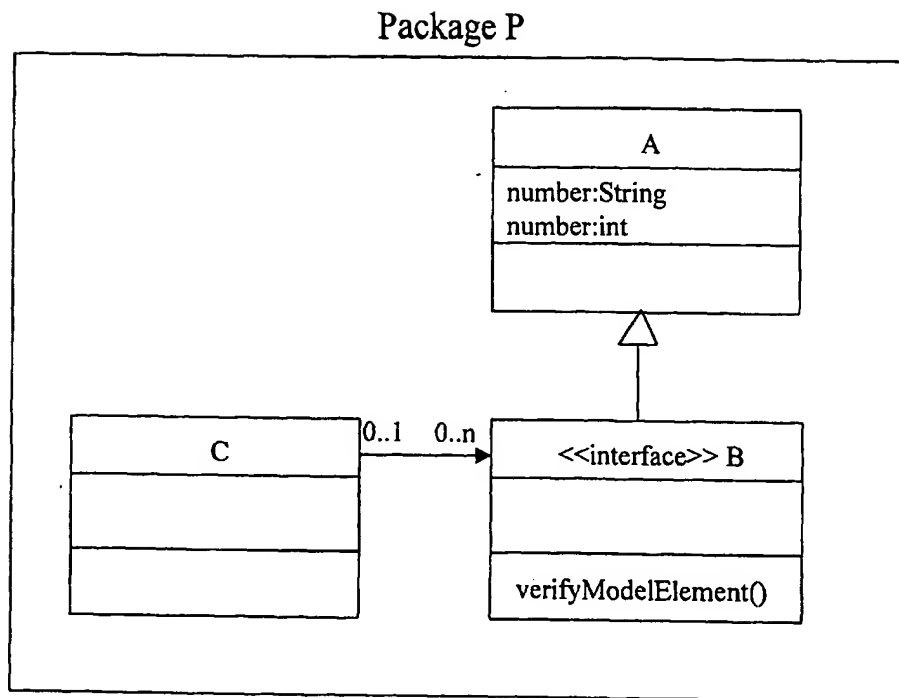 Package P
A
number:String
number:int
C
0..1 0..n
<<interface>> B
verifyModelElement()